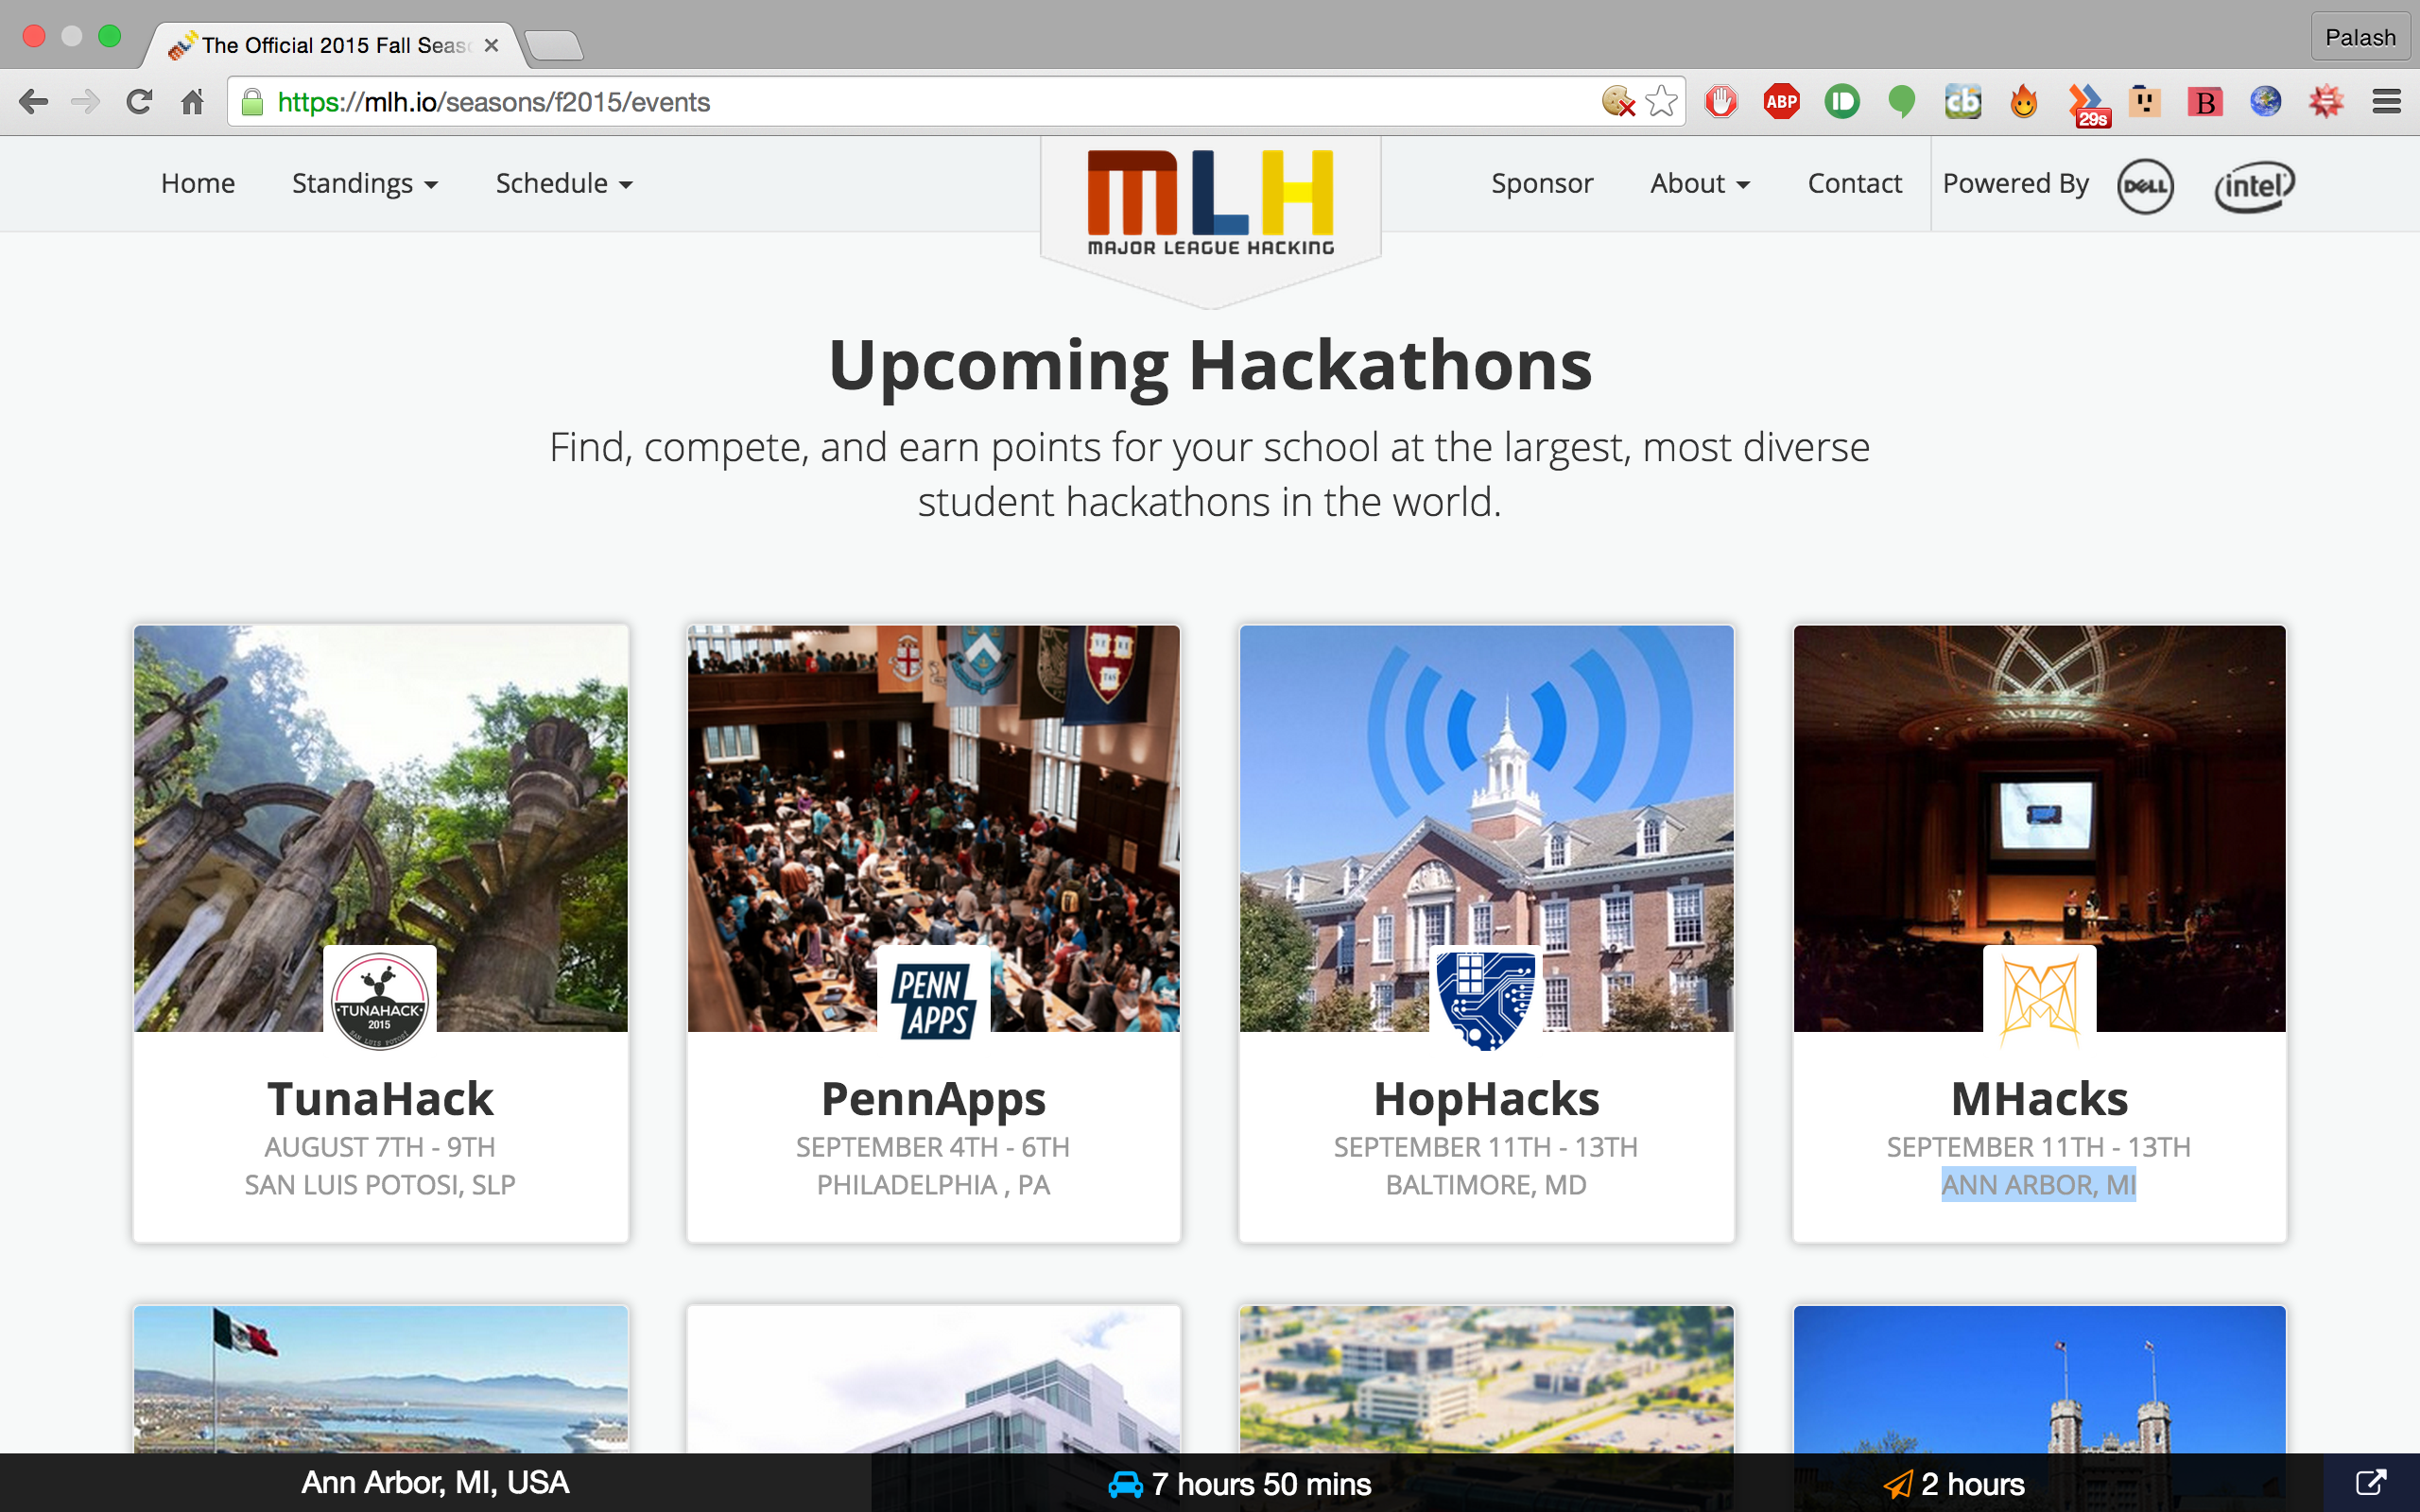 The Official 2015 Fall Seas
Palash
https://mlh.io/seasons/f2015/events
ABP
cb
29s
B
Home
Standings
Schedule
MLH
MAJOR LEAGUE HACKING
Sponsor
About
Contact
Powered By
DELL
intel
Upcoming Hackathons
Find, compete, and earn points for your school at the largest, most diverse
student hackathons in the world.
TUNAHACK
2015
SAN LUIS POTOSI
PENN
APPS
TunaHack
AUGUST 7TH - 9TH
SAN LUIS POTOSI, SLP
PennApps
SEPTEMBER 4TH - 6TH
PHILADELPHIA , PA
HopHacks
SEPTEMBER 11TH - 13TH
BALTIMORE, MD
MHacks
SEPTEMBER 11TH - 13TH
ANN ARBOR, MI
Ann Arbor, MI, USA
7 hours 50 mins
2 hours